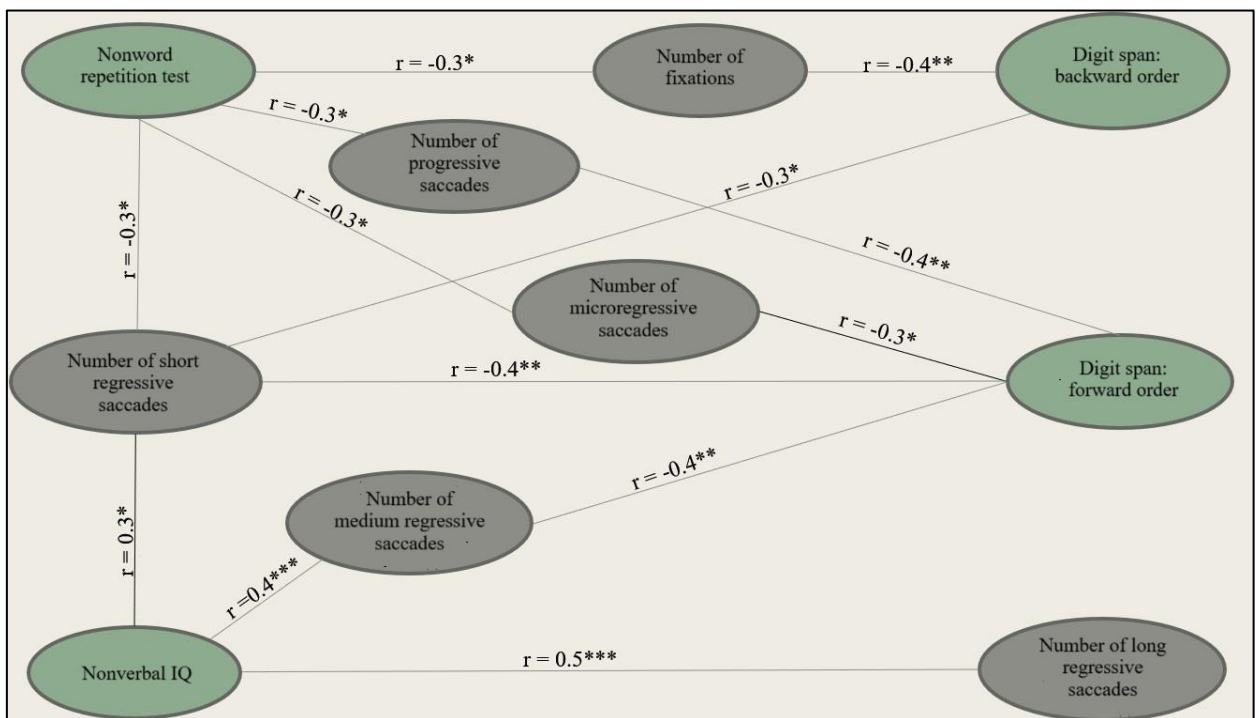 Nonword
repetition test
r = -0.3*
Number of
fixations
r = -0.4**
Digit span:
backward order
r = -0.3*
Number of
progressive
saccades
r = -0.3*
r = -0.3*
r = -0.3*
r = -0.4**
Number of
microregressive
saccades
r = -0.3*
Number of short
regressive
saccades
r = -0.4**
Digit span:
forward order
r = 0.3*
Number of
medium regressive
saccades
r = -0.4**
r =0.4***
Nonverbal IQ
r = 0.5***
Number of long
regressive
saccades